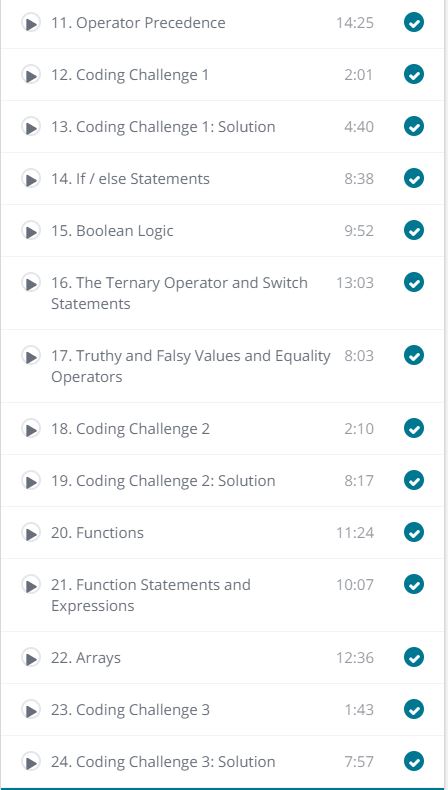 11. Operator Precedence 14:25
12. Coding Challenge 1 2:01
13. Coding Challenge 1: Solution 4:40
14. If / else Statements 8:38
15. Boolean Logic 9:52
16. The Ternary Operator and Switch 13:03
Statements
17. Truthy and Falsy Values and Equality 8:03
Operators
18. Coding Challenge 2 2:10
19. Coding Challenge 2: Solution 8:17
20. Functions 11:24
21. Function Statements and 10:07
Expressions
22. Arrays 12:36
23. Coding Challenge 3 1:43
24. Coding Challenge 3: Solution 7:57